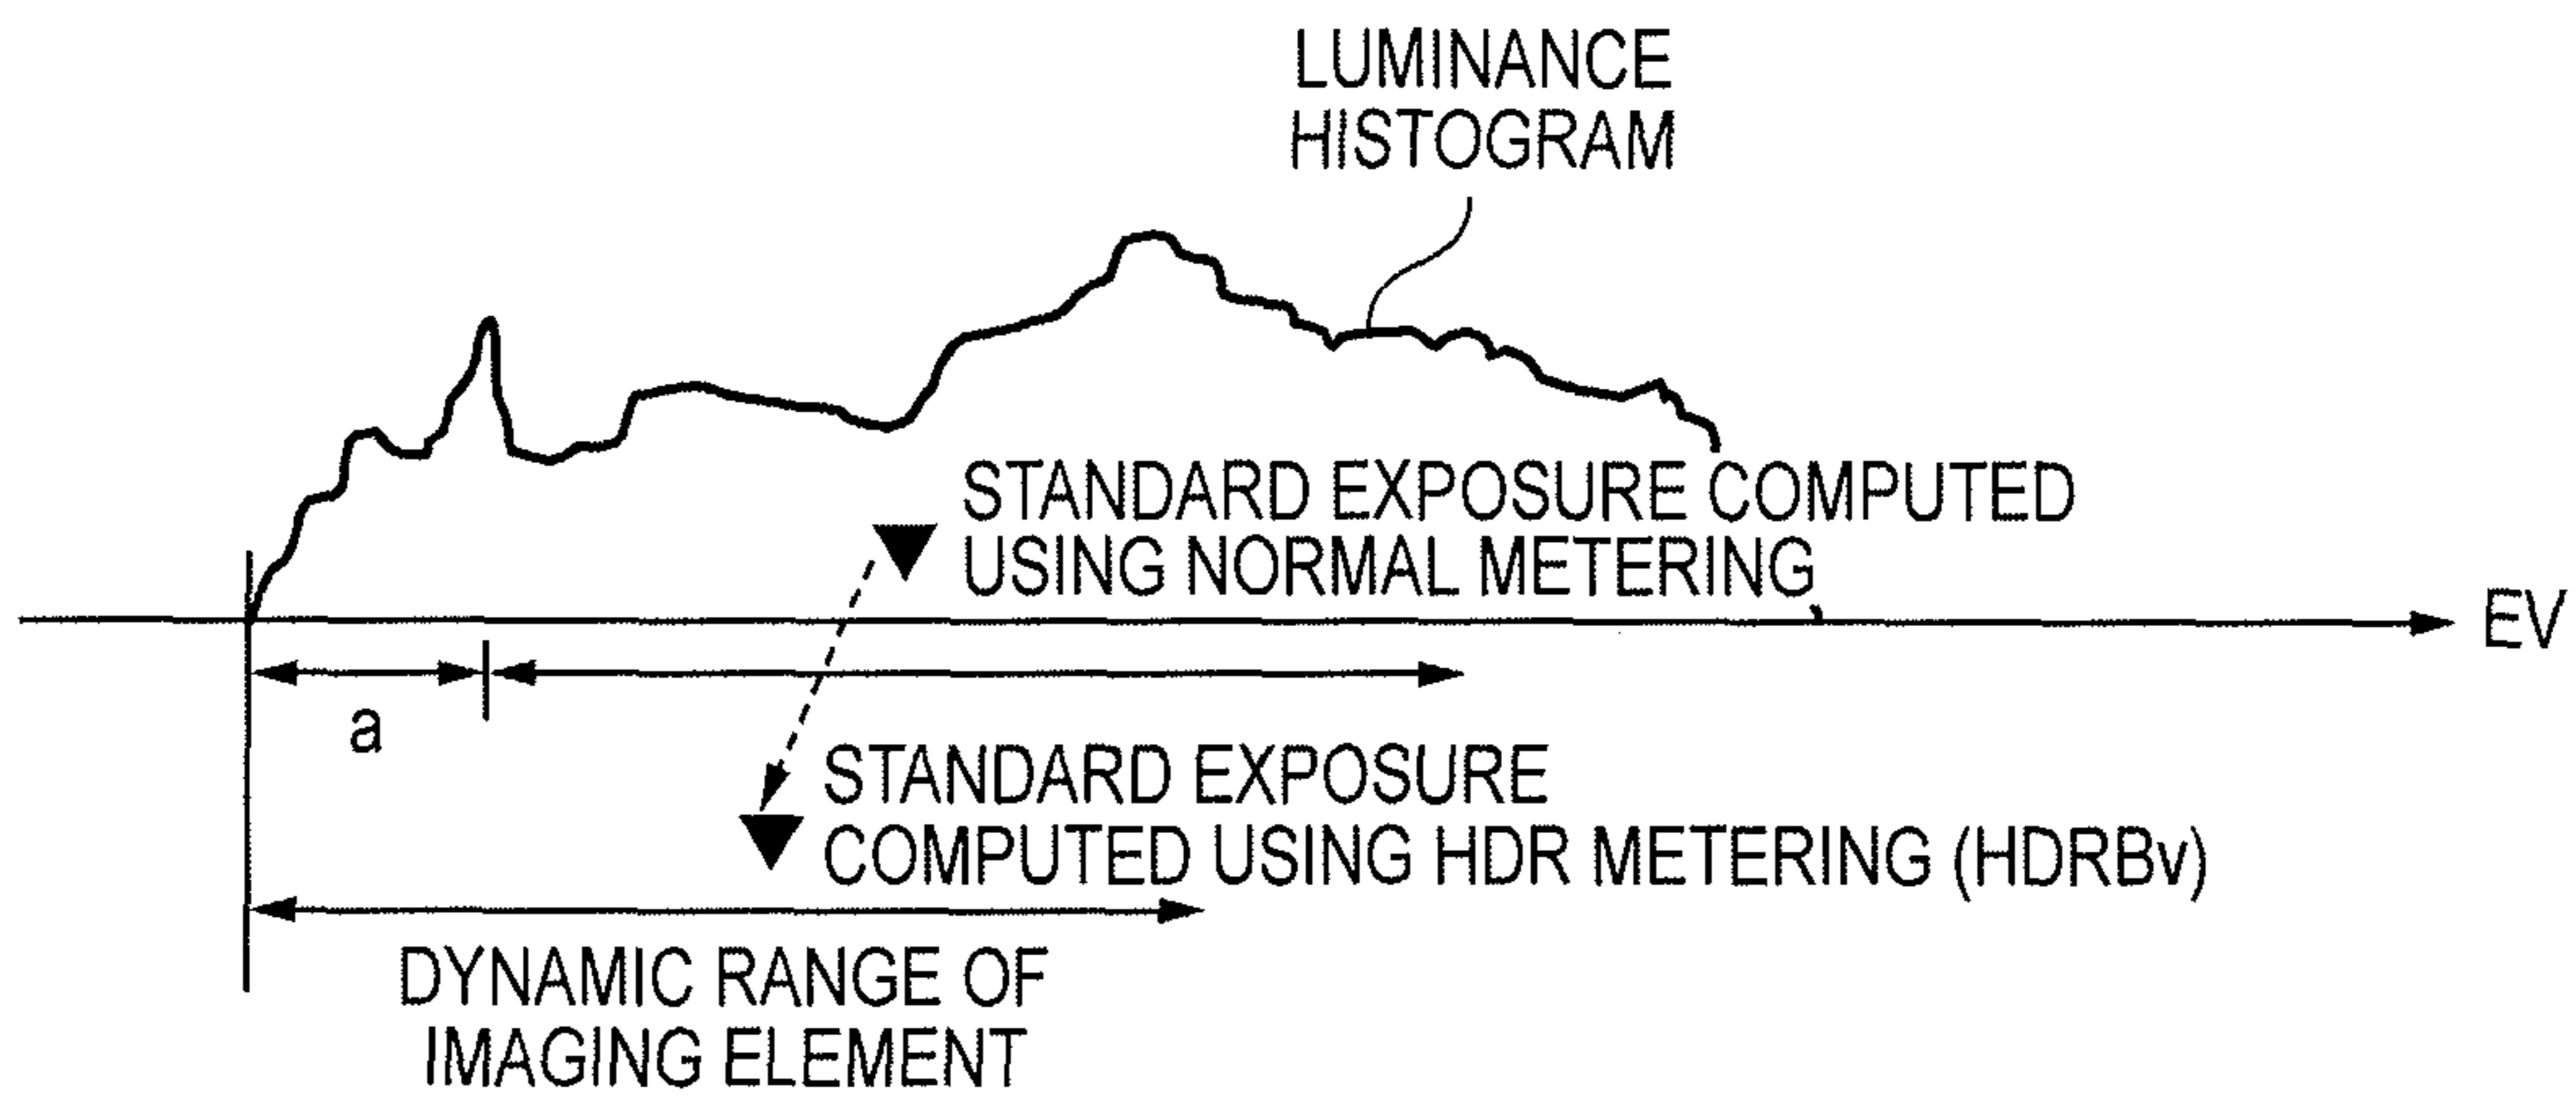 LUMINANCE
HISTOGRAM
STANDARD EXPOSURE COMPUTED
USING NORMAL METERING
EV
a
STANDARD EXPOSURE
COMPUTED USING HDR METERING (HDRBv)
DYNAMIC RANGE OF
IMAGING ELEMENT